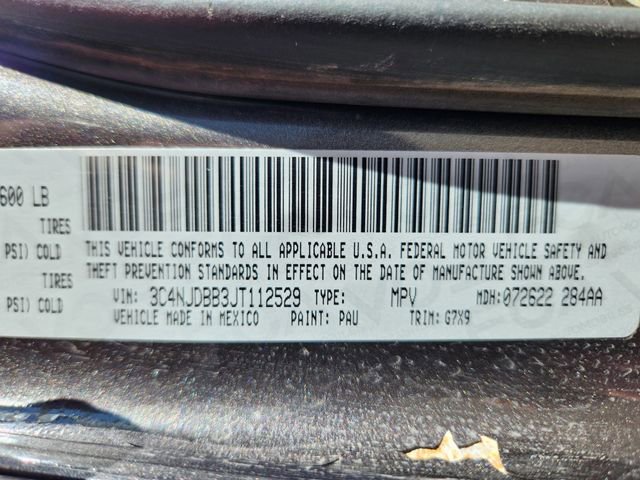 600 LB
TIRES
PSI) COLD
TIRES
PSI) COLD
THIS VEHICLE CONFORMS TO ALL APPLICABLE U.S.A. FEDERAL MOTOR VEHICLE SAFETY AND
THEFT PREVENTION STANDARDS IN EFFECT ON THE DATE OF MANUFACTURE SHOWN ABOVE.
VIN: 3C4NJDBB3JT112529 TYPE: MPV MDH:072622 284AA
VEHICLE MADE IN MEXICO PAINT: PAU TRIM: G7X9